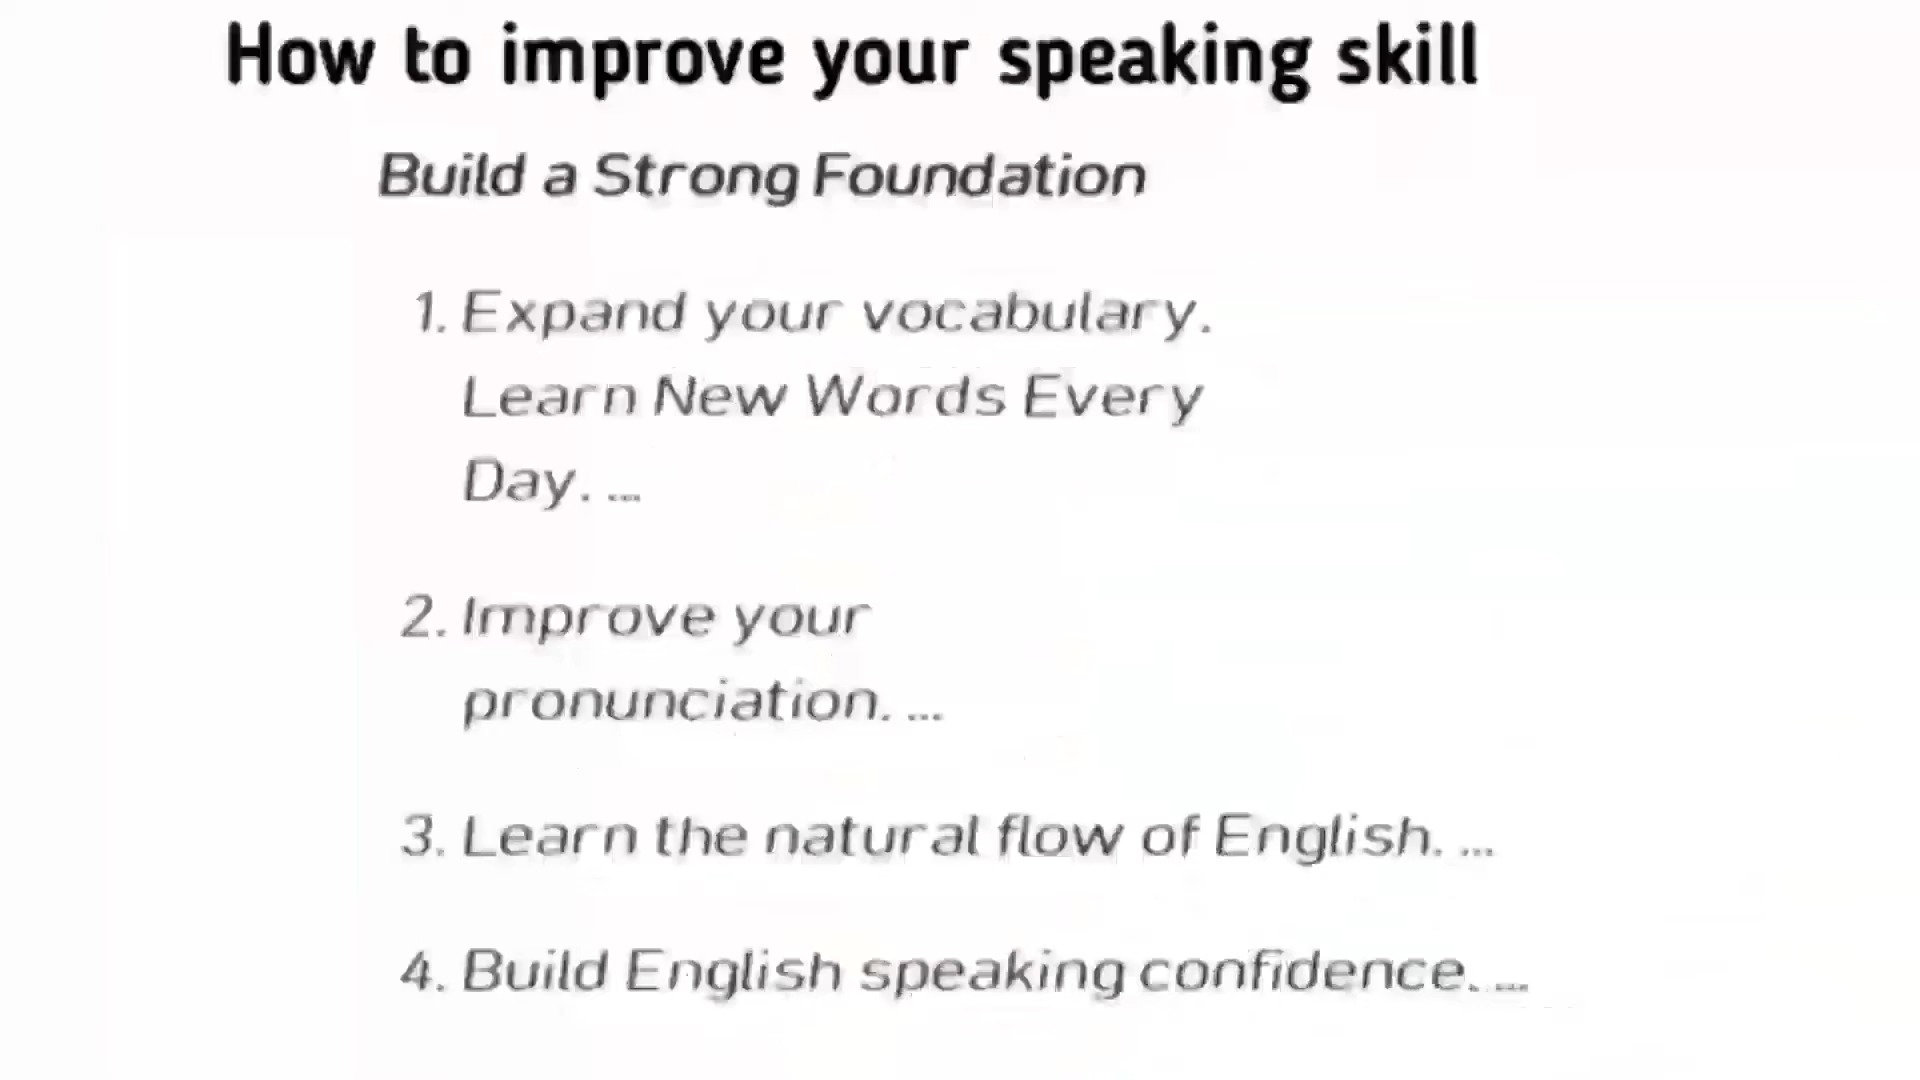 How to improve your speaking skill
Build a Strong Foundation
1. Expand your vocabulary.
Learn New Words Every
Day. ...
2. Improve your
pronunciation. ...
3. Learn the natural flow of English. ...
4. Build English speaking confidence. ...